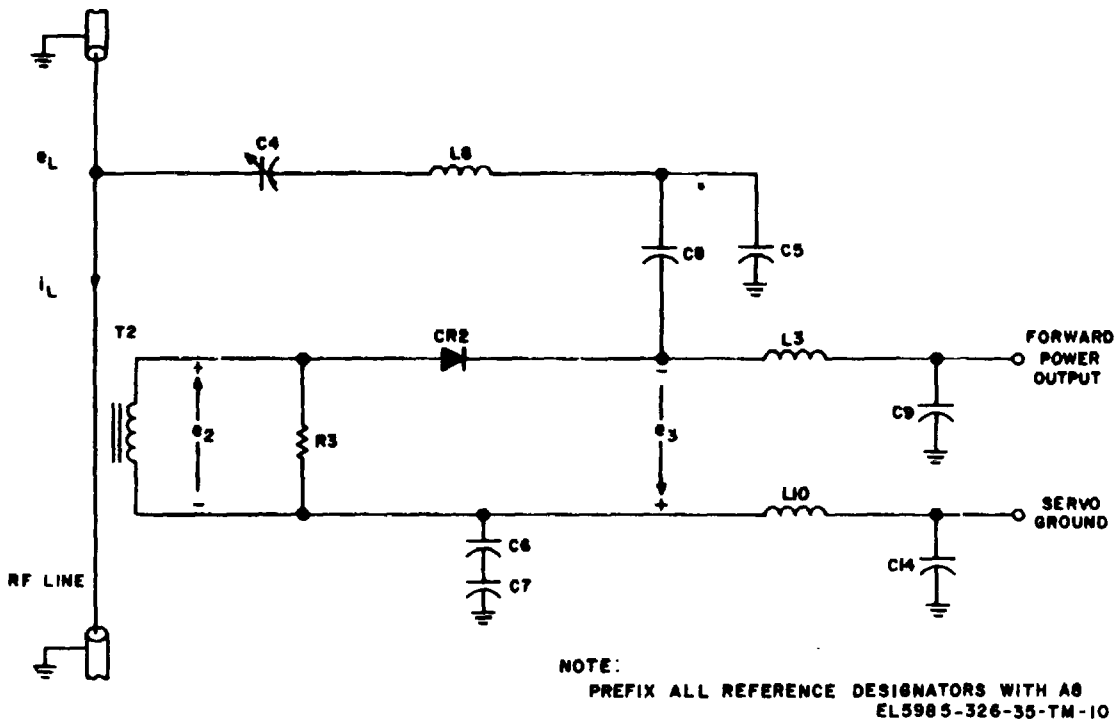 C4
L8
eL
C8
C5
iL
T2
CR2
L3
FORWARD
POWER
OUTPUT
+
-
e2
R3
e3
C9
-
+
L10
SERVO
GROUND
C6
C7
C14
RF LINE
NOTE:
PREFIX ALL REFERENCE DESIGNATORS WITH A8
EL5985-326-35-TM-10